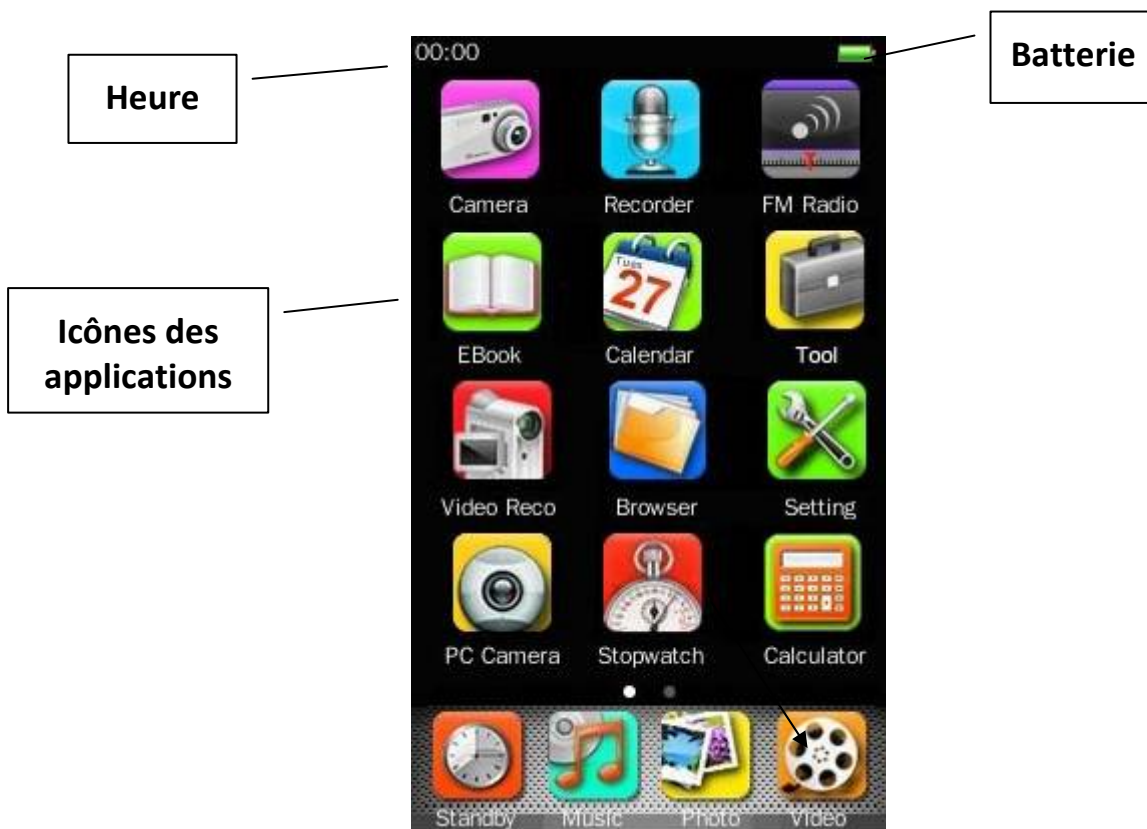 Heure
Batterie
Icônes des
applications
00:00
Camera Recorder FM Radio
Tues
27
EBook Calendar Tool
Video Reco Browser Setting
PC Camera Stopwatch Calculator
Standby Music Photo Video